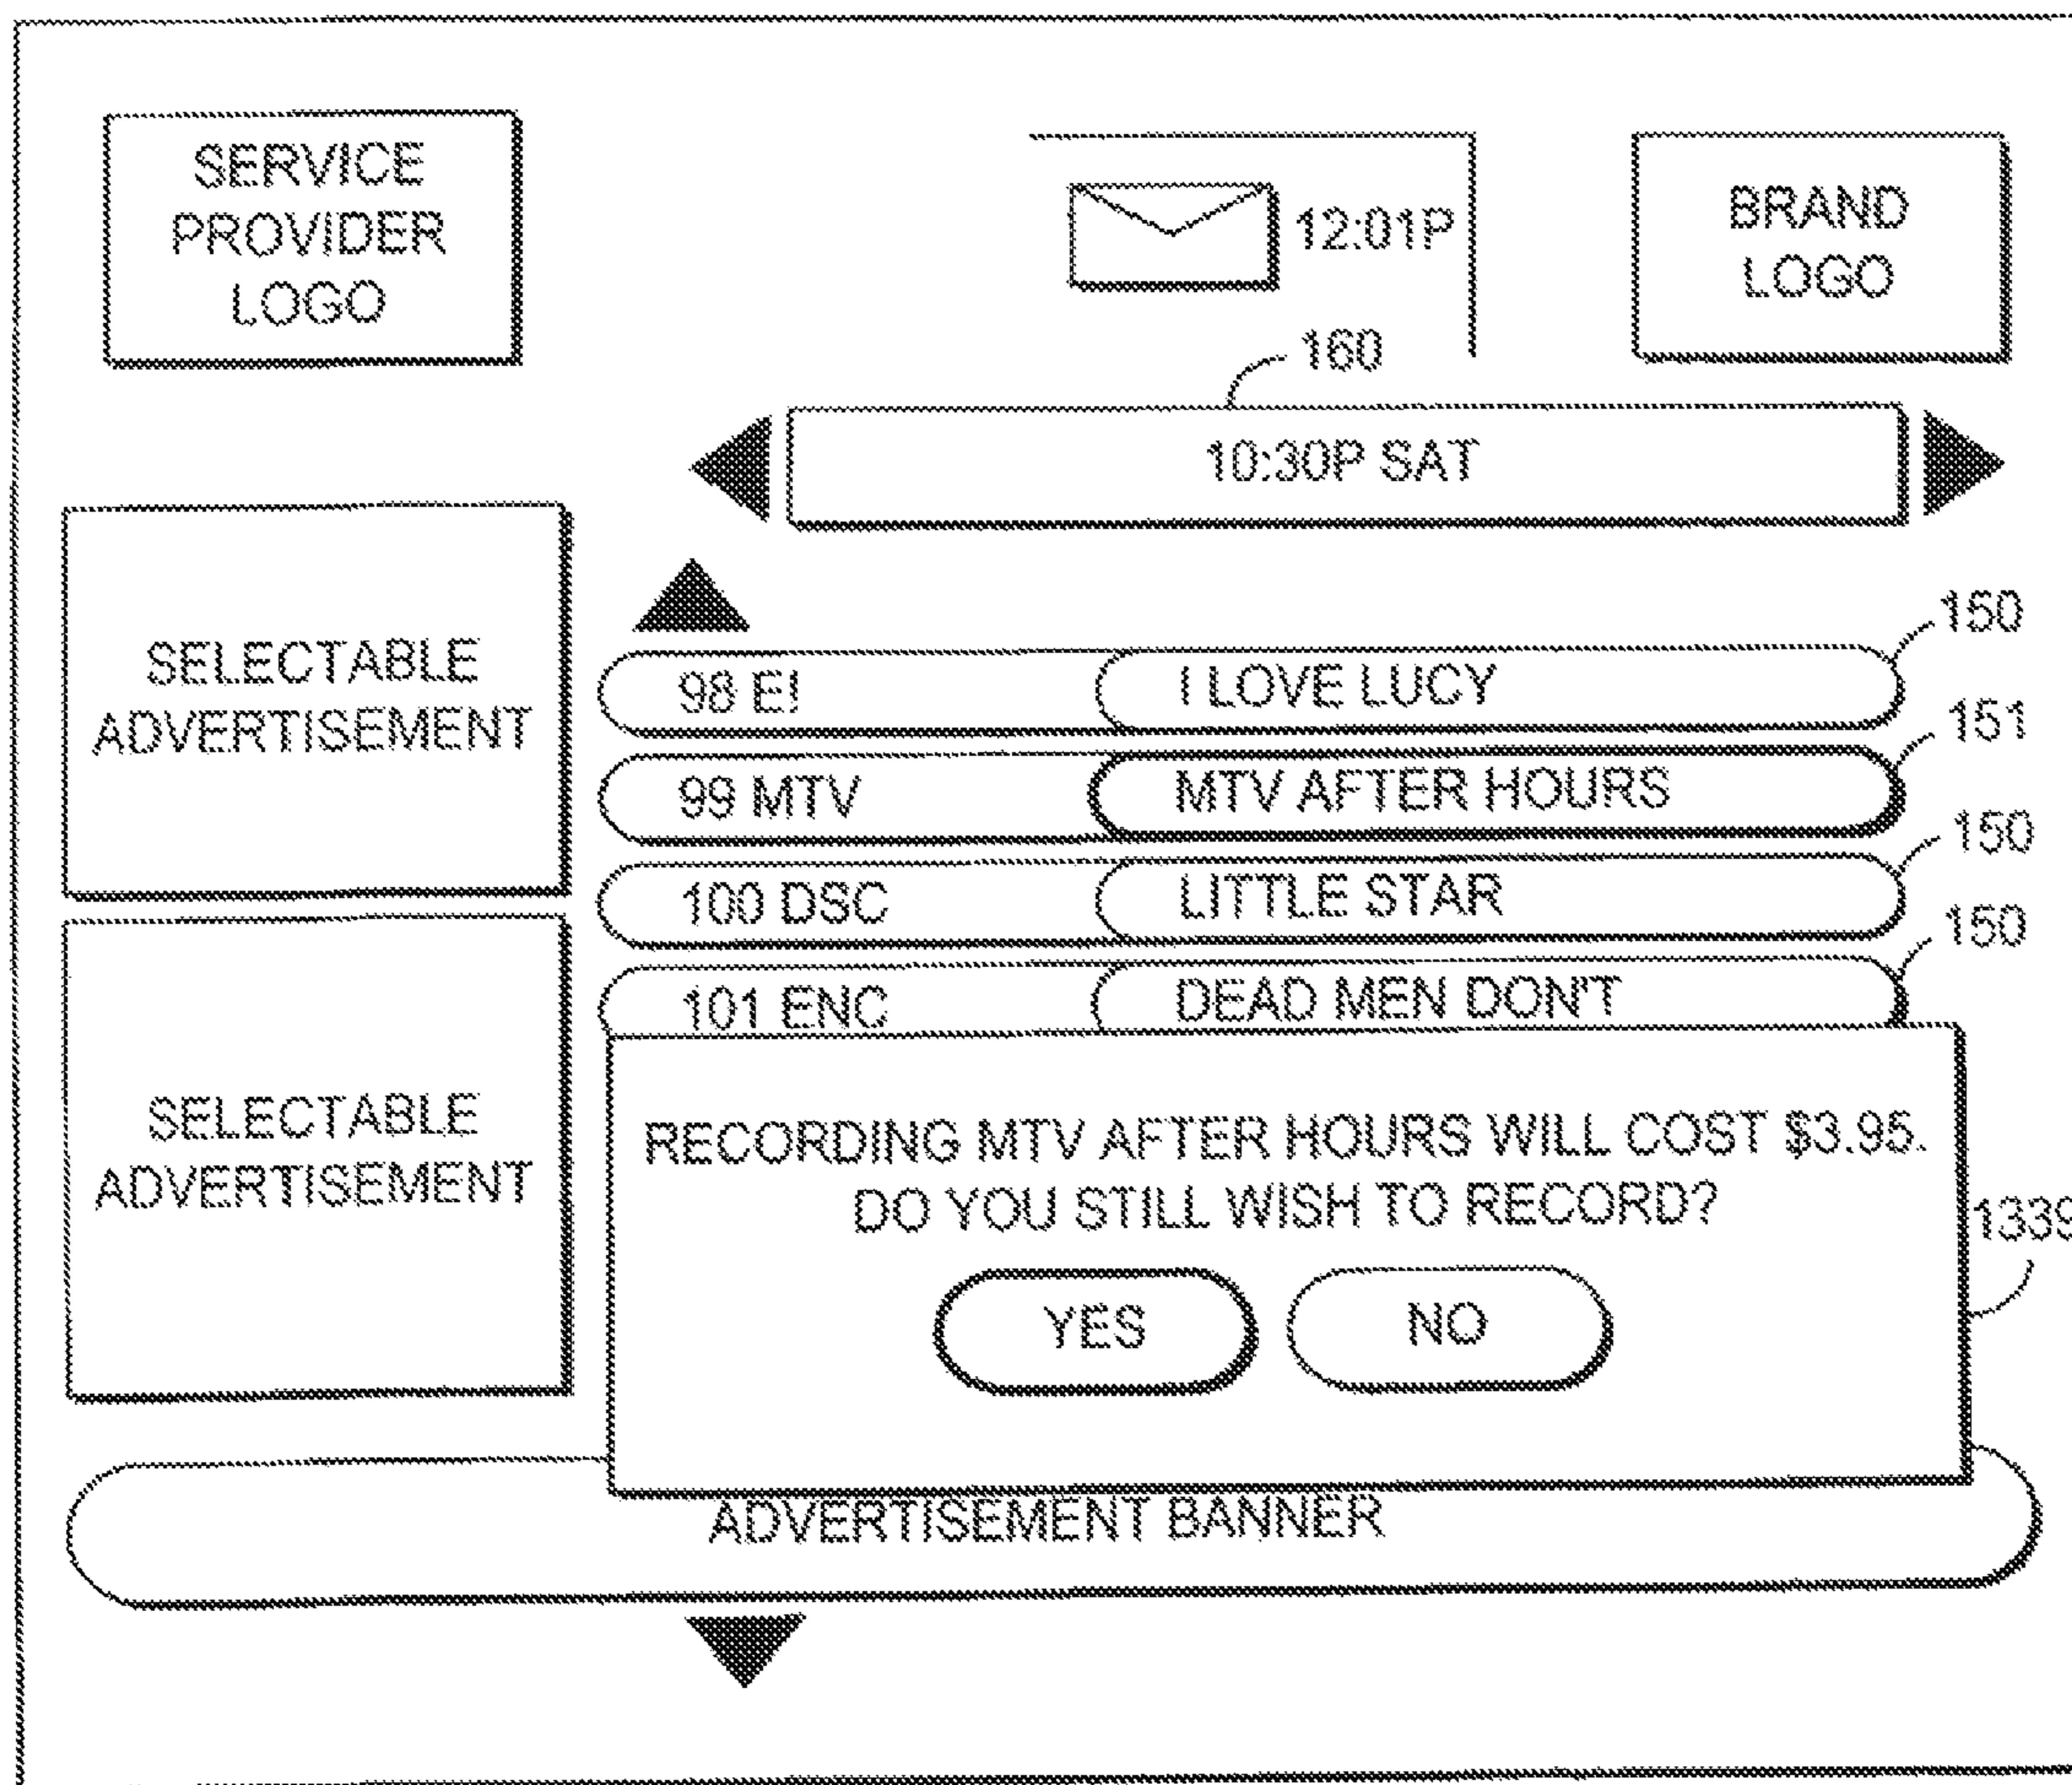 SERVICE
PROVIDER
LOGO
12:01P
BRAND
LOGO
160
10:30P SAT
SELECTABLE
ADVERTISEMENT
150
98 E! I LOVE LUCY
151
99 MTV MTV AFTER HOURS
150
100 DSC LITTLE STAR
150
101 ENC DEAD MEN DON'T
SELECTABLE
ADVERTISEMENT
RECORDING MTV AFTER HOURS WILL COST $3.95.
DO YOU STILL WISH TO RECORD?
1339
YES NO
ADVERTISEMENT BANNER